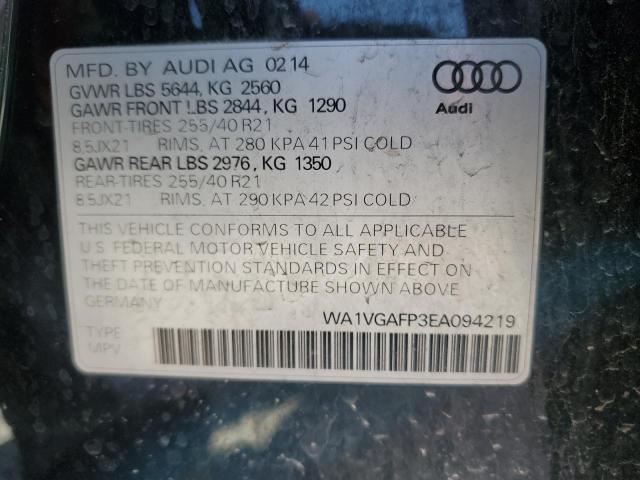 MFD. BY AUDI AG 02 14
GVWR LBS 5644, KG 2560
GAWR FRONT LBS 2844, KG 1290
FRONT-TIRES 255/40 R21
8.5JX21 RIMS, AT 280 KPA 41 PSI COLD
GAWR REAR LBS 2976, KG 1350
REAR-TIRES 255/40 R21
8.5JX21 RIMS, AT 290 KPA 42 PSI COLD
Audi
THIS VEHICLE CONFORMS TO ALL APPLICABLE
U.S. FEDERAL MOTOR VEHICLE SAFETY AND
THEFT PREVENTION STANDARDS IN EFFECT ON
THE DATE OF MANUFACTURE SHOWN ABOVE
GERMANY
WA1VGAFP3EA094219
TYPE
MPV